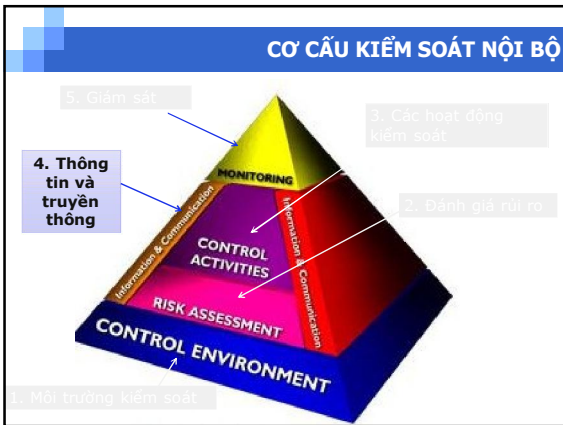 CƠ CẤU KIỂM SOÁT NỘI BỘ
5. Giám sát
3. Các hoạt động
kiểm soát
4. Thông
tin và
truyền
thông
MONITORING
Information & Communication
Information & Communication
CONTROL
ACTIVITIES
2. Đánh giá rủi ro
RISK ASSESSMENT
CONTROL ENVIRONMENT
1. Môi trường kiểm soát